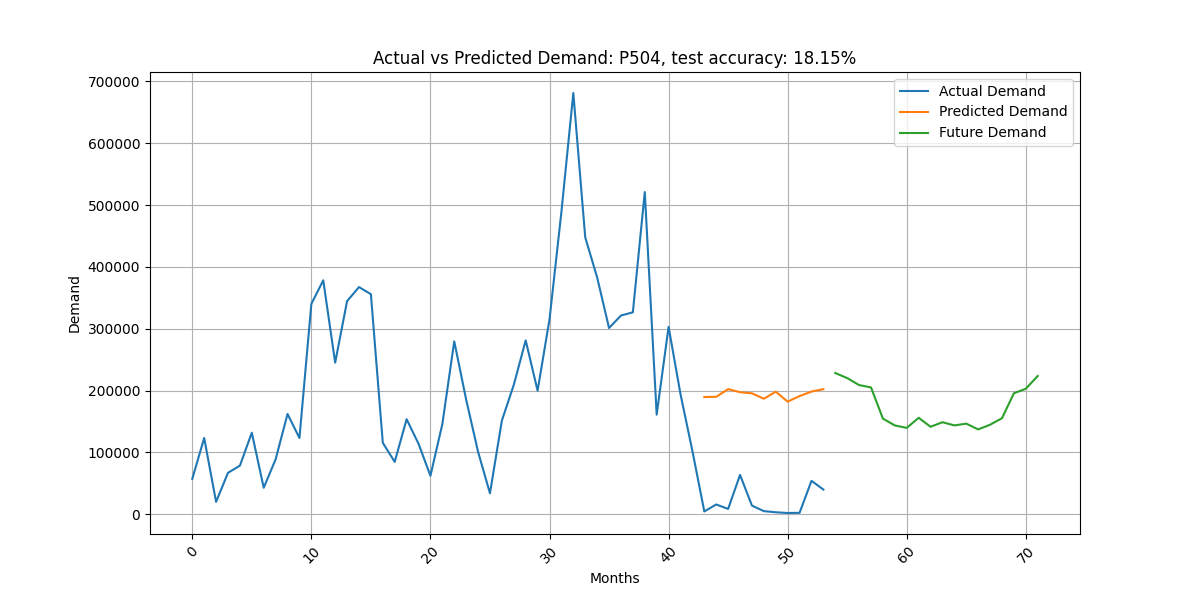 Actual vs Predicted Demand: P504, test accuracy: 18.15%
Actual Demand
Predicted Demand
Future Demand
700000
600000
500000
400000
300000
200000
100000
0
Demand
0
10
20
30
40
50
60
70
Months